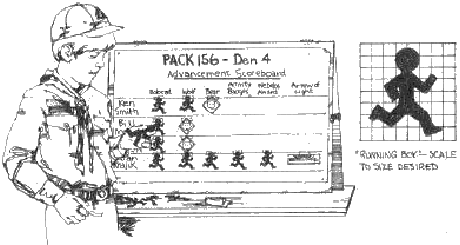 PACK 156 - Den 4
Advancement Scoreboard
Bobcat Wolf Bear Activity Badges Webelos Award Arrow of Light
Ken Smith
Bill
"RUNNING BOY" - SCALE
TO SIZE DESIRED